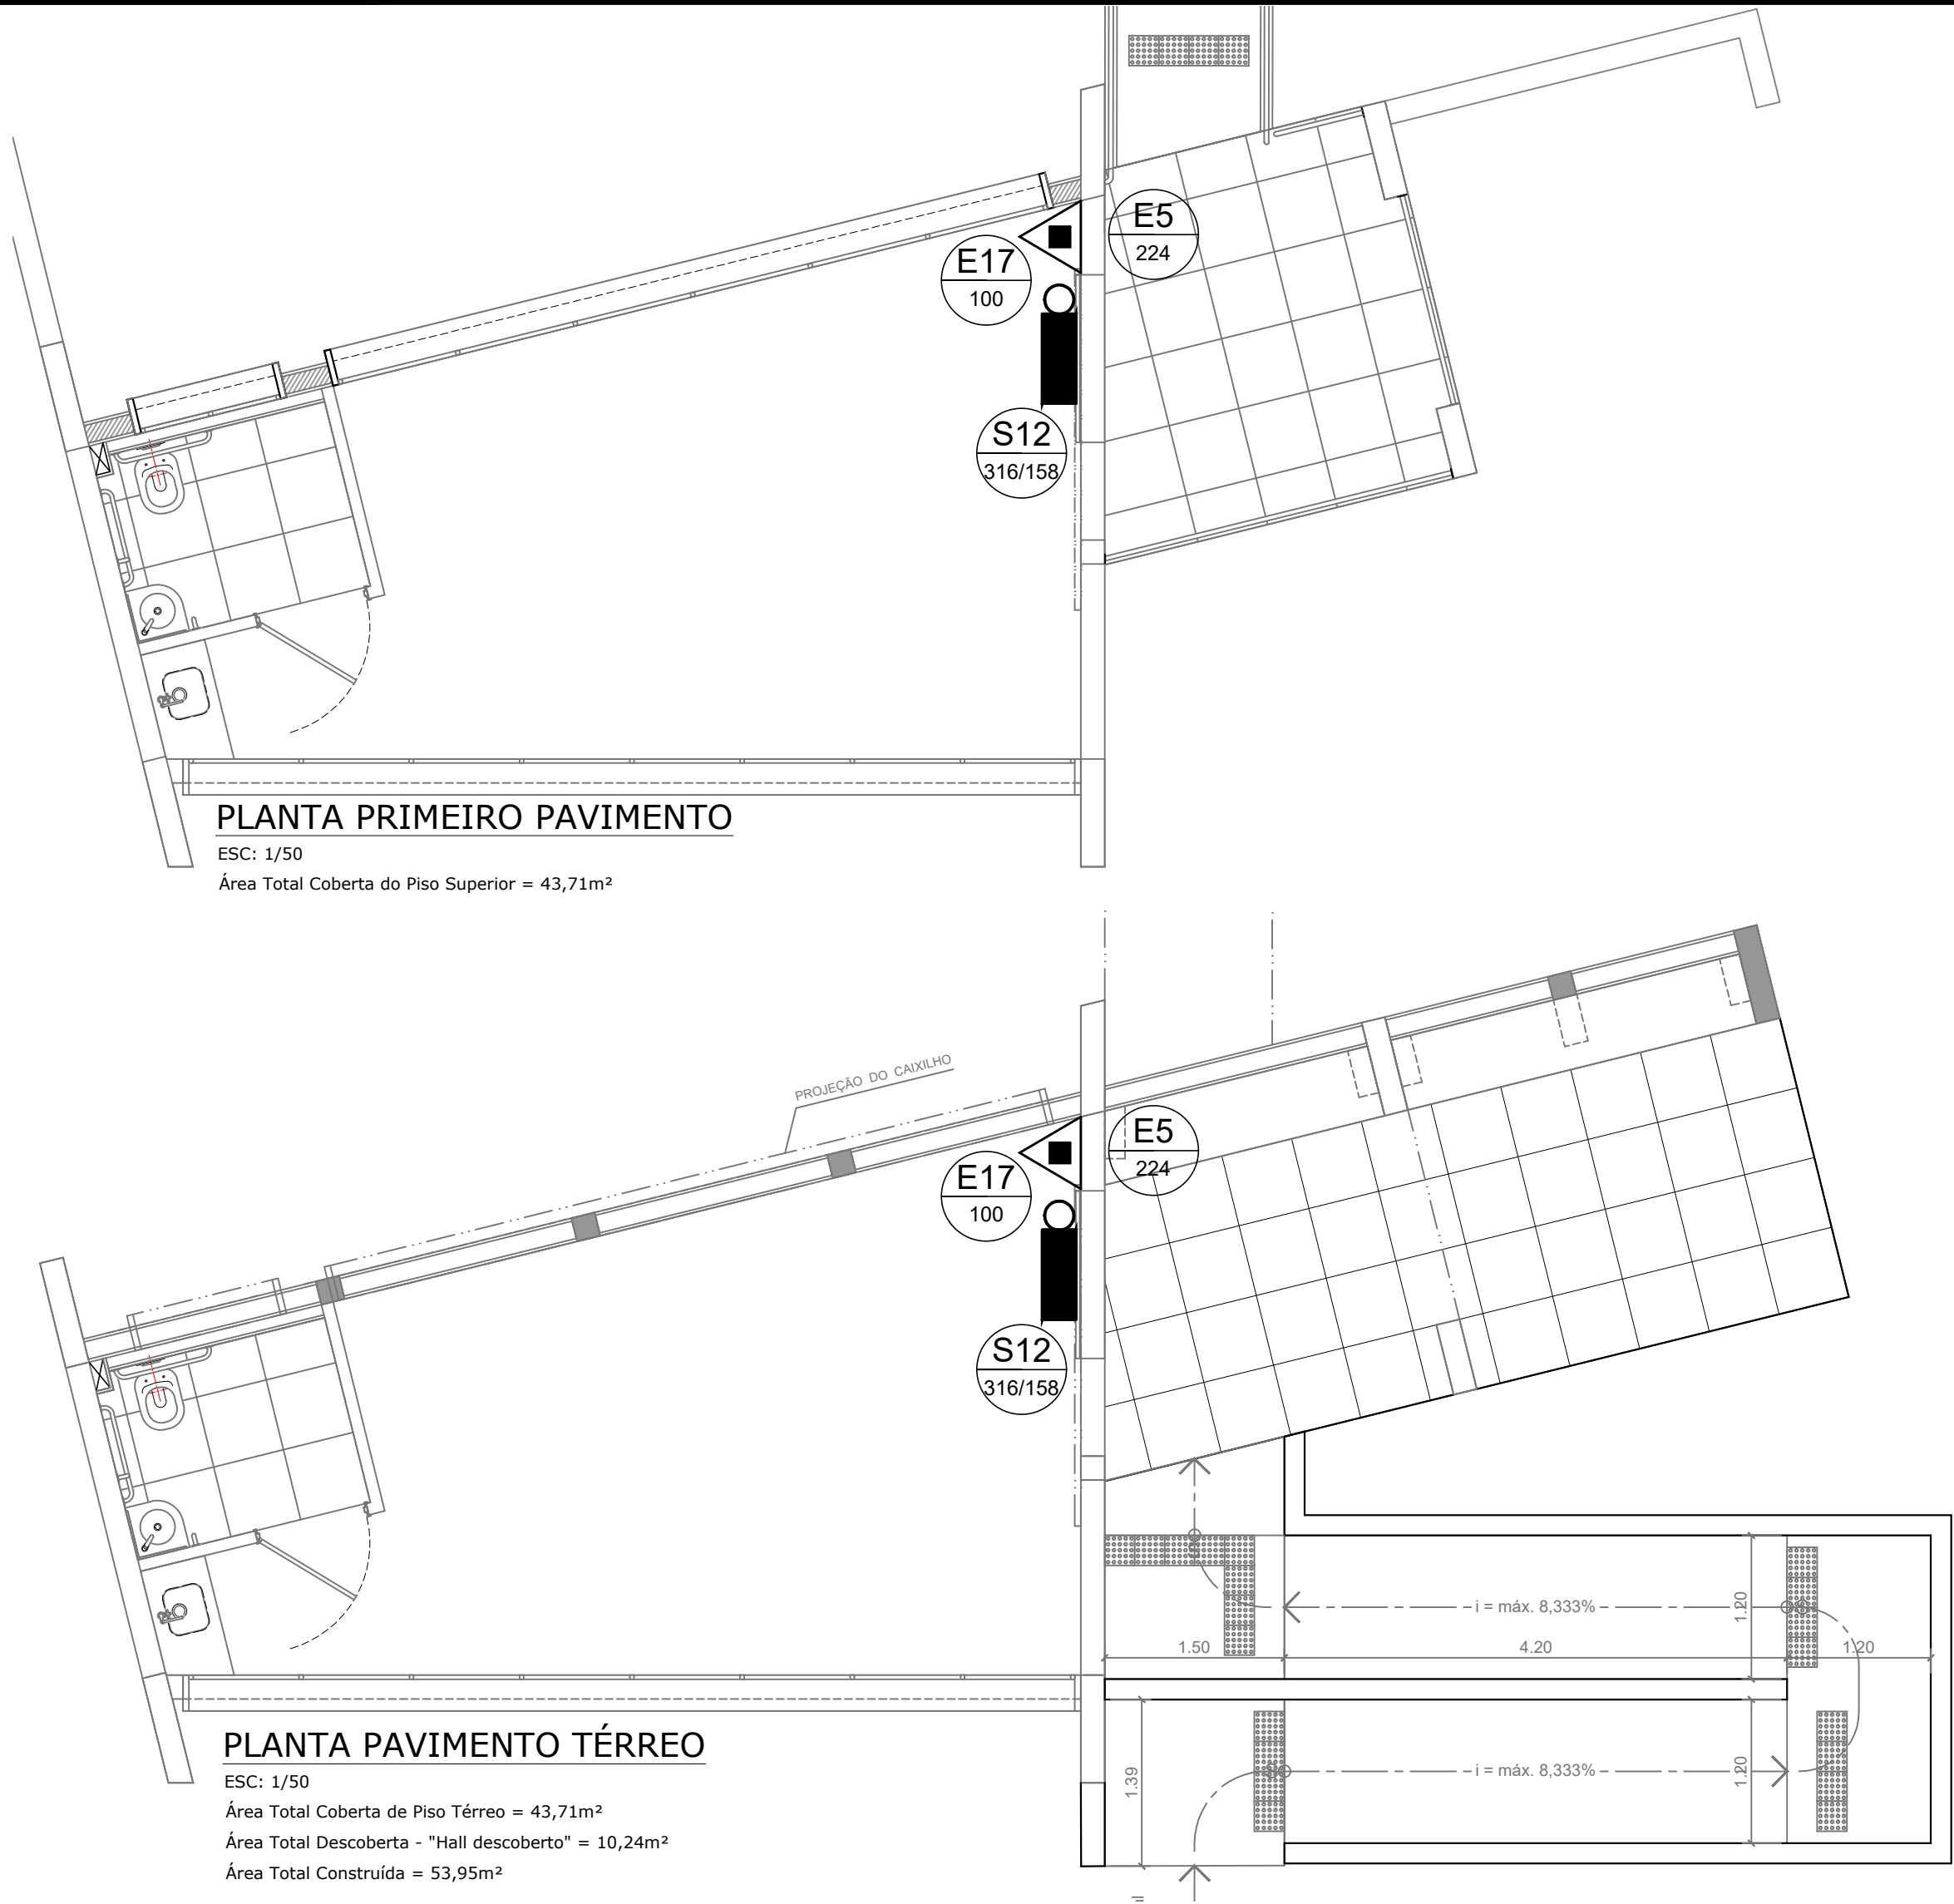 E5
224
E17
100
S12
316/158
PLANTA PRIMEIRO PAVIMENTO
ESC: 1/50
Área Total Coberta do Piso Superior = 43,71m²
PROJEÇÃO DO CAIXILHO
E5
224
E17
100
S12
316/158
i = máx. 8,333%
1.20
1.50
4.20
1.20
PLANTA PAVIMENTO TÉRREO
ESC: 1/50
Área Total Coberta de Piso Térreo = 43,71m²
Área Total Descoberta - "Hall descoberto" = 10,24m²
Área Total Construída = 53,95m²
1.39
i = máx. 8,333%
1.20